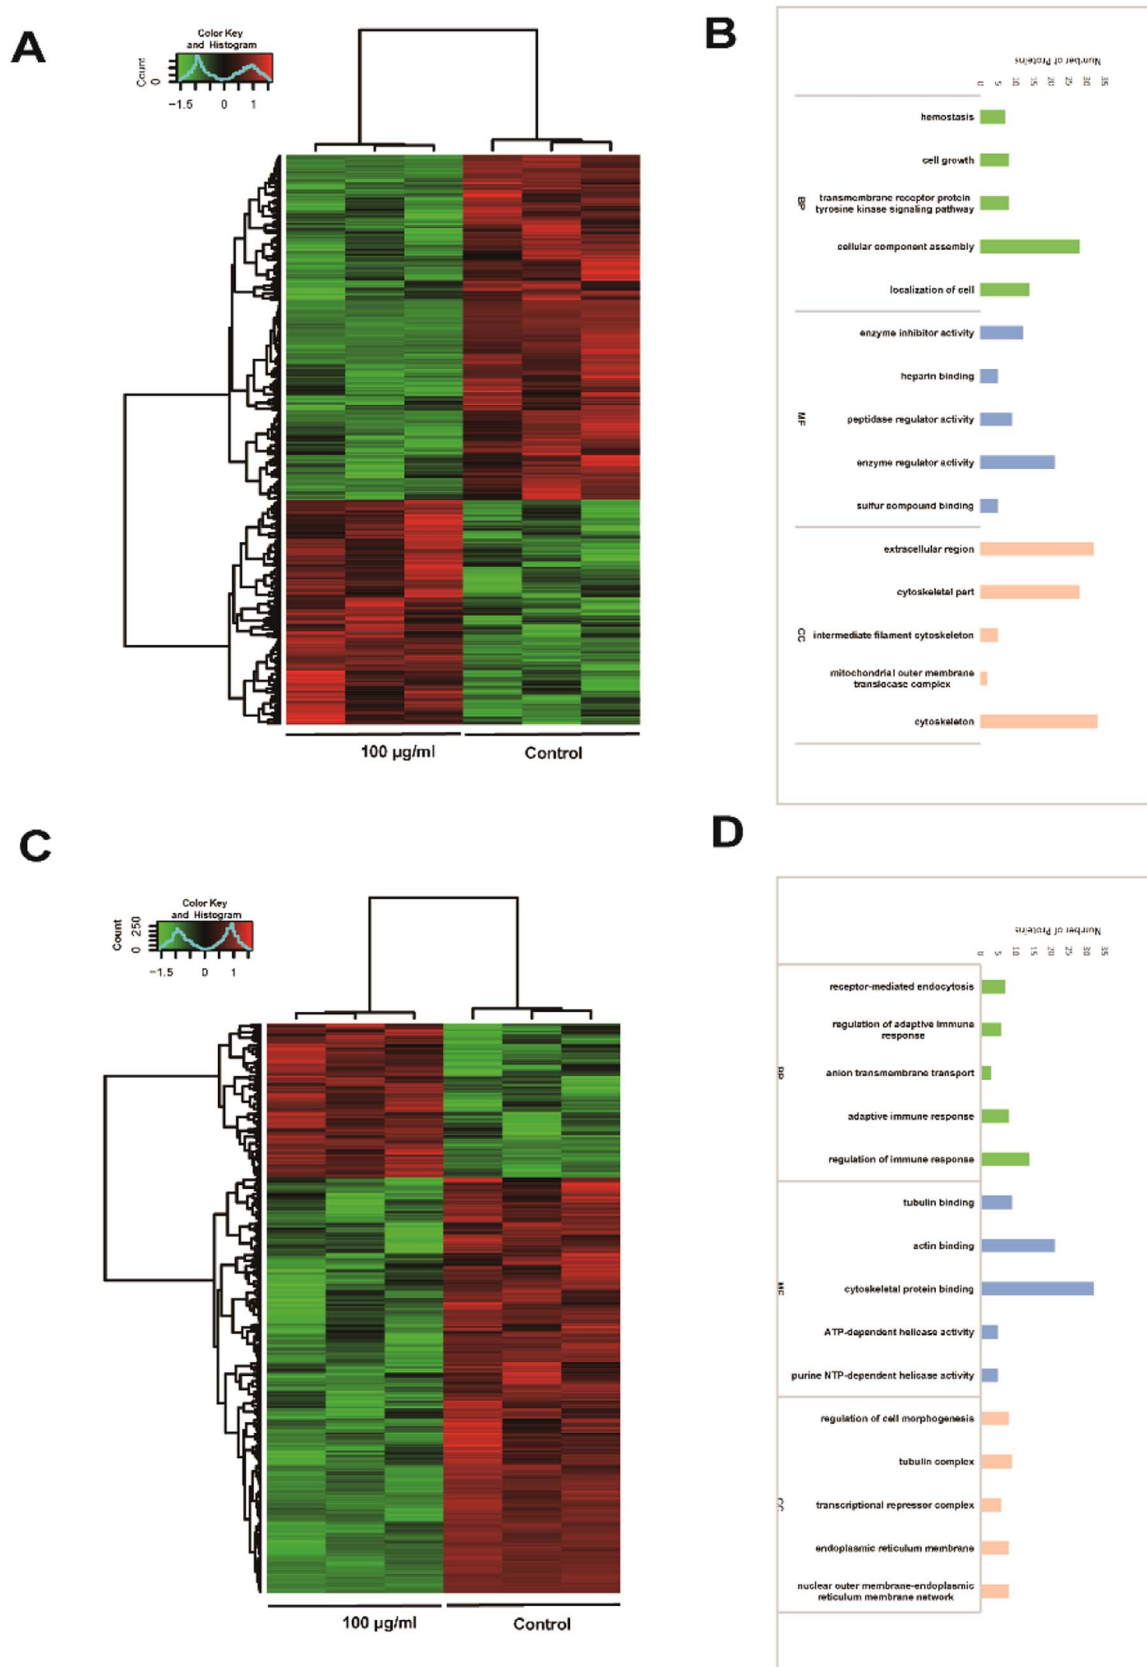 A
Color Key
and Histogram
Count
0
-1.5 0 1
100 µg/ml
Control
B
Number of Proteins
0 5 10 15 20 25 30 35
hemostasis
cell growth
BP
transmembrane receptor protein
tyrosine kinase signaling pathway
cellular component assembly
localization of cell
enzyme inhibitor activity
heparin binding
MF
peptidase regulator activity
enzyme regulator activity
sulfur compound binding
extracellular region
cytoskeletal part
CC
intermediate filament cytoskeleton
mitochondrial outer membrane
translocase complex
cytoskeleton
C
Color Key
and Histogram
Count
0 250
-1.5 0 1
100 µg/ml
Control
D
Number of Proteins
0 5 10 15 20 25 30 35
receptor-mediated endocytosis
regulation of adaptive immune
response
anion transmembrane transport
adaptive immune response
regulation of immune response
tubulin binding
actin binding
cytoskeletal protein binding
ATP-dependent helicase activity
purine NTP-dependent helicase activity
regulation of cell morphogenesis
tubulin complex
transcriptional repressor complex
endoplasmic reticulum membrane
nuclear outer membrane-endoplasmic
reticulum membrane network